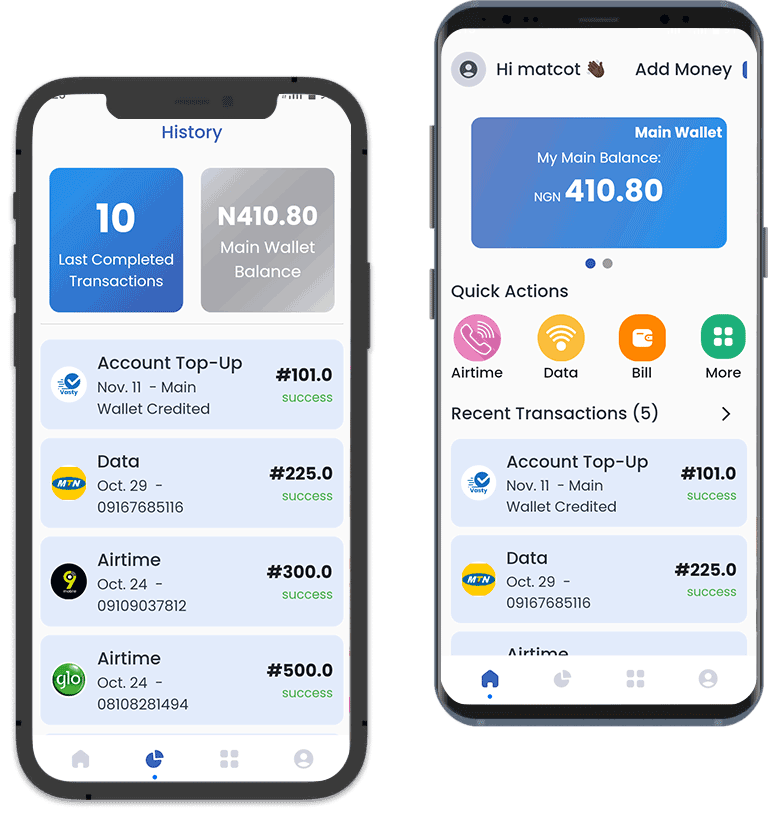 History
10
Last Completed
Transactions
N410.80
Main Wallet
Balance
Vosty
Account Top-Up
Nov. 11 - Main
Wallet Credited
#101.0
success
MTN
Data
Oct. 29 -
09167685116
#225.0
success
9
mobile
Airtime
Oct. 24 -
09109037812
#300.0
success
glo
Airtime
Oct. 24 -
08108281494
#500.0
success
Hi matcot 👋🏿
Add Money
Main Wallet
My Main Balance:
NGN 410.80
Quick Actions
Airtime
Data
Bill
More
Recent Transactions (5)
Vosty
Account Top-Up
Nov. 11 - Main
Wallet Credited
#101.0
success
MTN
Data
Oct. 29 -
09167685116
#225.0
success
Airtime